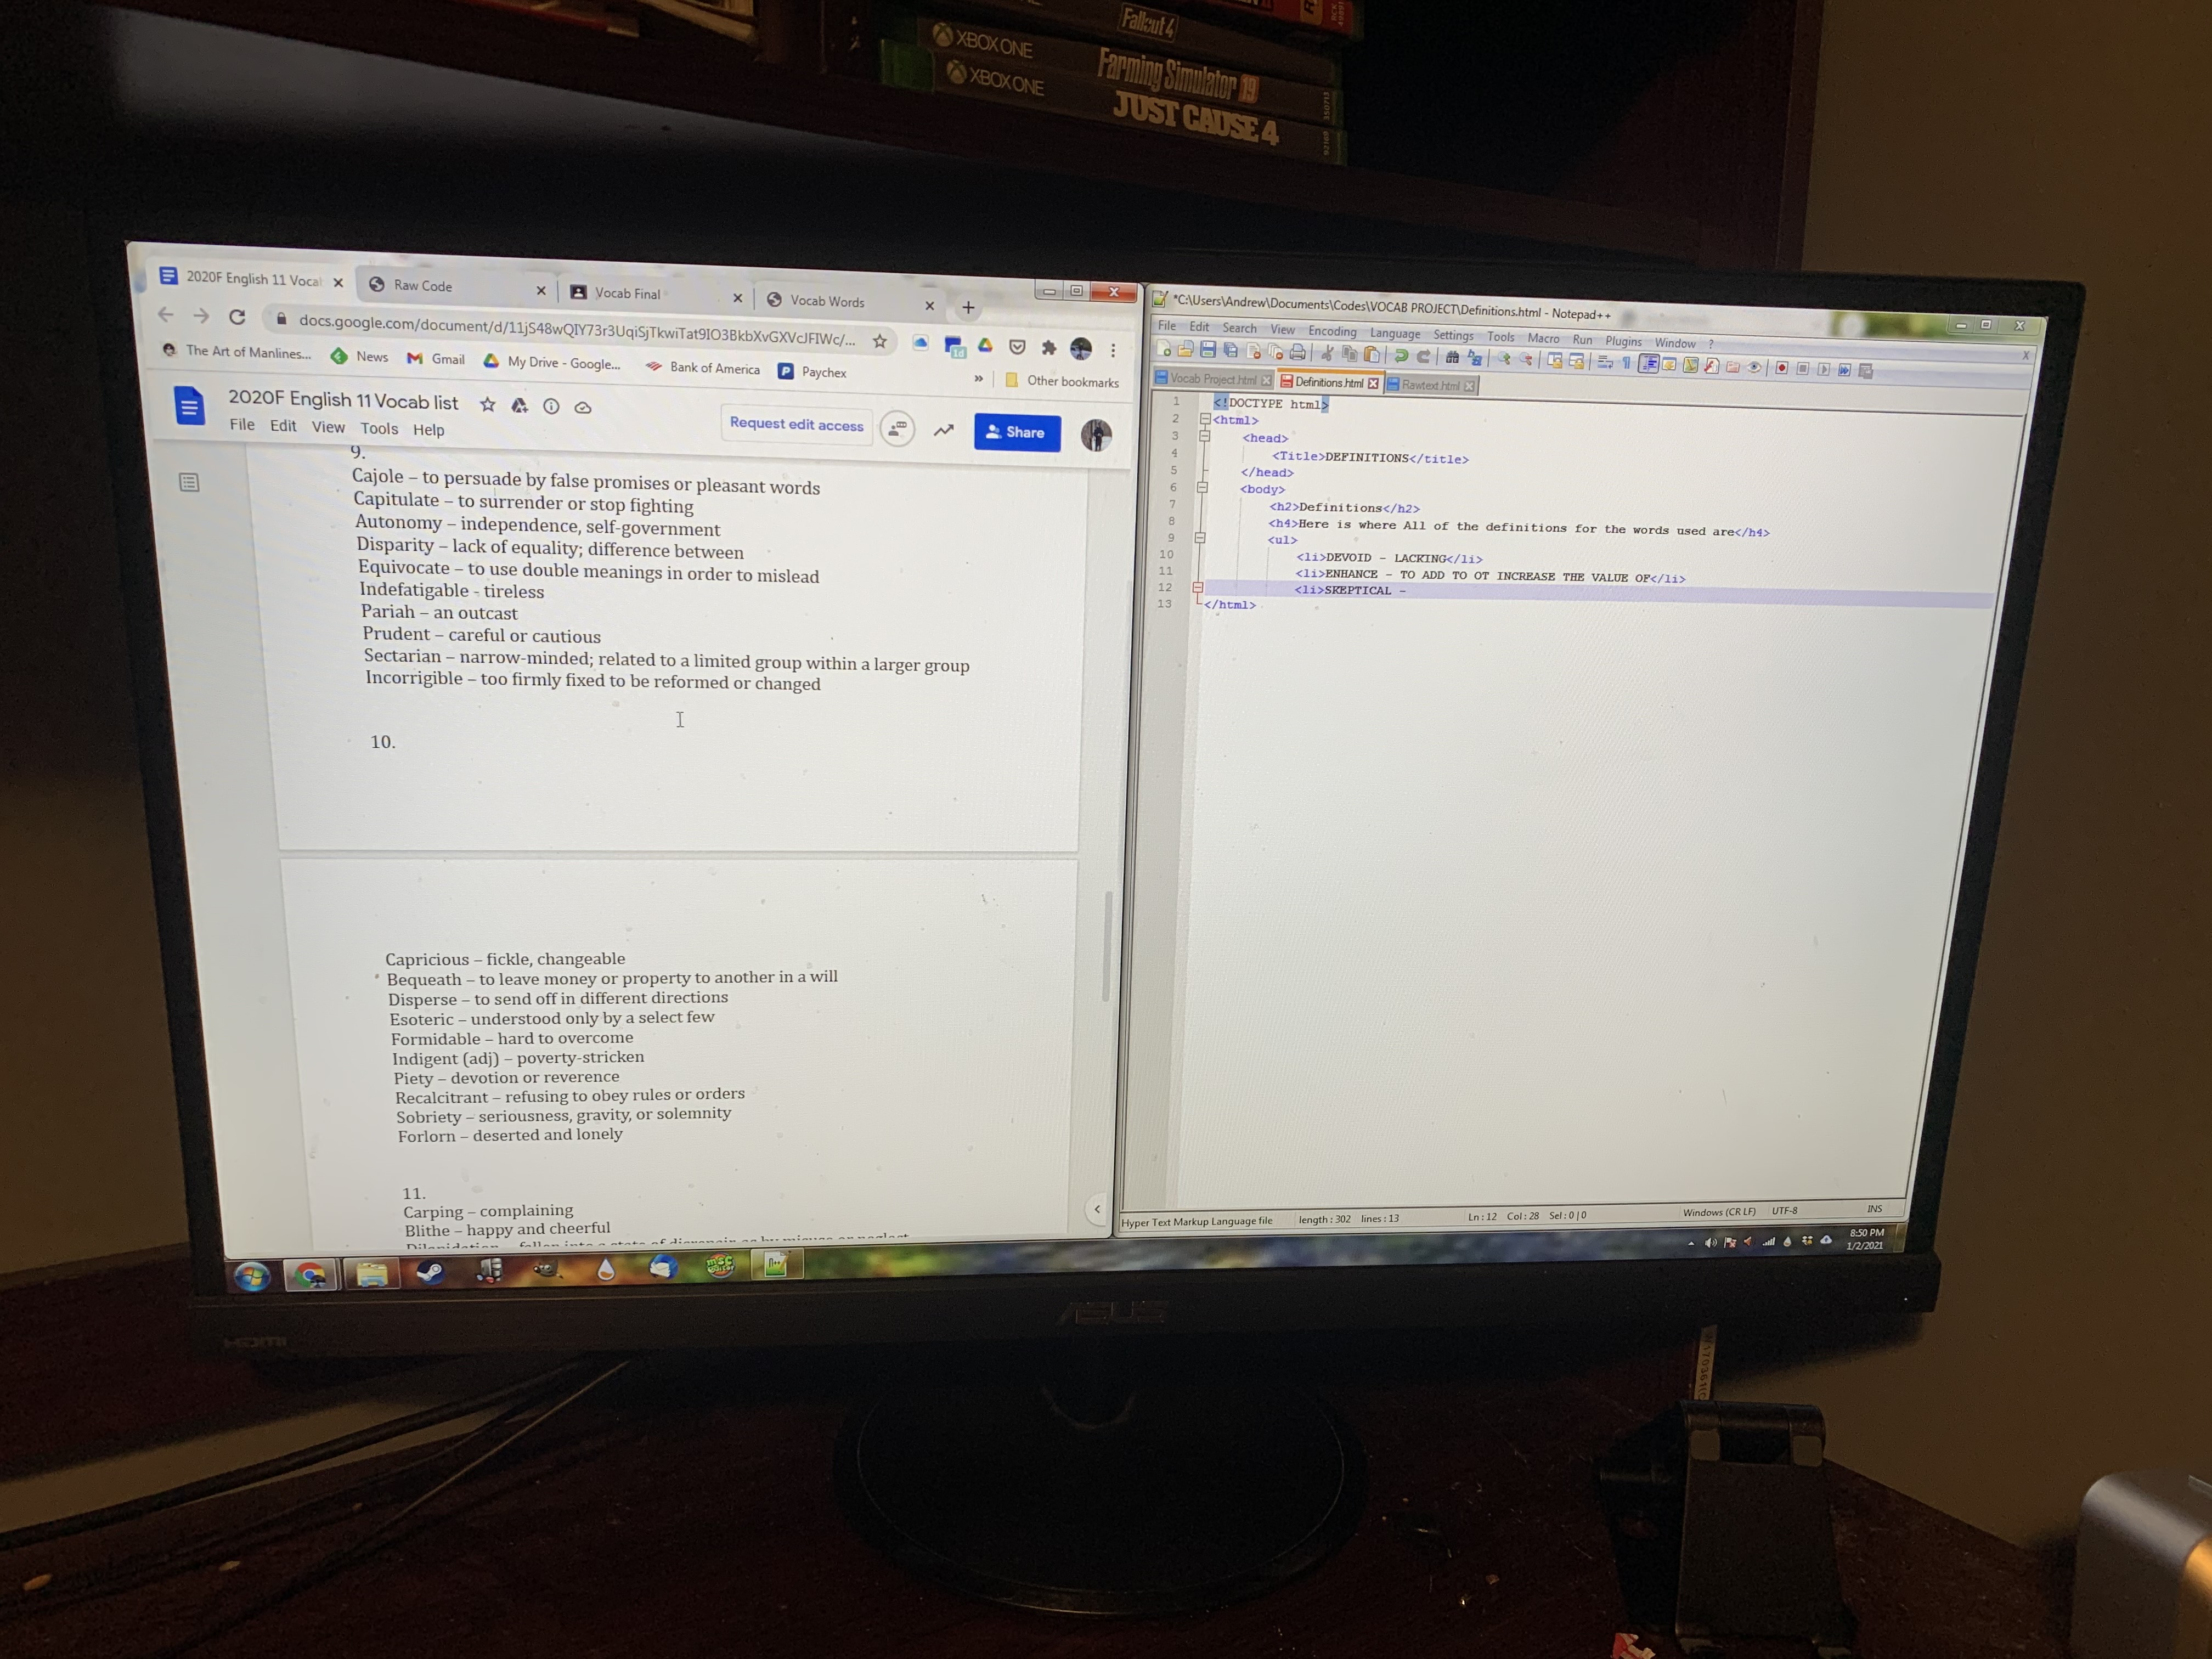 Fallout 4
XBOX ONE
Farming Simulator 19
XBOX ONE
JUST CAUSE 4
2020F English 11 Vocal
Raw Code
Vocab Final
Vocab Words
docs.google.com/document/d/11jS48wQIY73r3UqiSjTkwiTat9IO3BkbXvGXVcJFIWc/...
The Art of Manlines...
News
Gmail
My Drive - Google...
Bank of America
Paychex
»
Other bookmarks
2020F English 11 Vocab list
File Edit View Tools Help
Request edit access
Share
9.
Cajole – to persuade by false promises or pleasant words
Capitulate – to surrender or stop fighting
Autonomy – independence, self-government
Disparity – lack of equality; difference between
Equivocate – to use double meanings in order to mislead
Indefatigable - tireless
Pariah – an outcast
Prudent – careful or cautious
Sectarian – narrow-minded; related to a limited group within a larger group
Incorrigible – too firmly fixed to be reformed or changed
10.
Capricious – fickle, changeable
Bequeath – to leave money or property to another in a will
Disperse – to send off in different directions
Esoteric – understood only by a select few
Formidable – hard to overcome
Indigent (adj) – poverty-stricken
Piety – devotion or reverence
Recalcitrant – refusing to obey rules or orders
Sobriety – seriousness, gravity, or solemnity
Forlorn – deserted and lonely
11.
Carping – complaining
Blithe – happy and cheerful
*C:\Users\Andrew\Documents\Codes\VOCAB PROJECT\Definitions.html - Notepad++
File Edit Search View Encoding Language Settings Tools Macro Run Plugins Window ?
Vocab Project.html
Definitions.html
Rawtext.html
1 <!DOCTYPE html>
2 <html>
3 <head>
4 <Title>DEFINITIONS</title>
5 </head>
6 <body>
7 <h2>Definitions</h2>
8 <h4>Here is where All of the definitions for the words used are</h4>
9 <ul>
10 <li>DEVOID - LACKING</li>
11 <li>ENHANCE - TO ADD TO OT INCREASE THE VALUE OF</li>
12 <li>SKEPTICAL -
13 </html>
Hyper Text Markup Language file length : 302 lines : 13 Ln : 12 Col : 28 Sel : 0 | 0 Windows (CR LF) UTF-8 INS
8:50 PM
1/2/2021
ASUS
HDMI